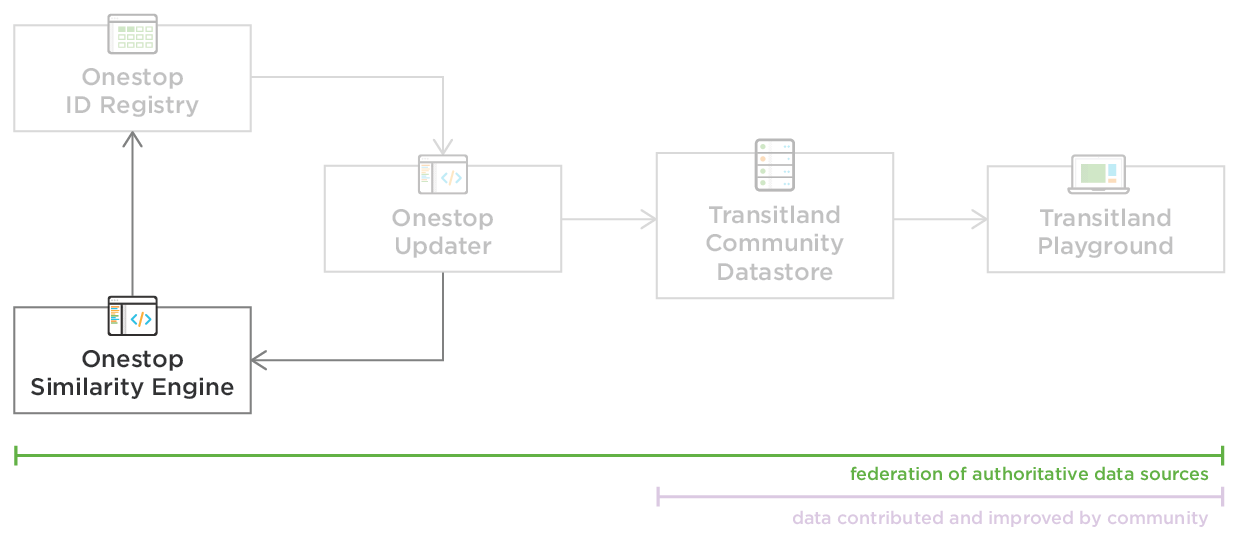 Onestop
ID Registry
Onestop
Updater
Transitland
Community
Datastore
Transitland
Playground
Onestop
Similarity Engine
federation of authoritative data sources
data contributed and improved by community